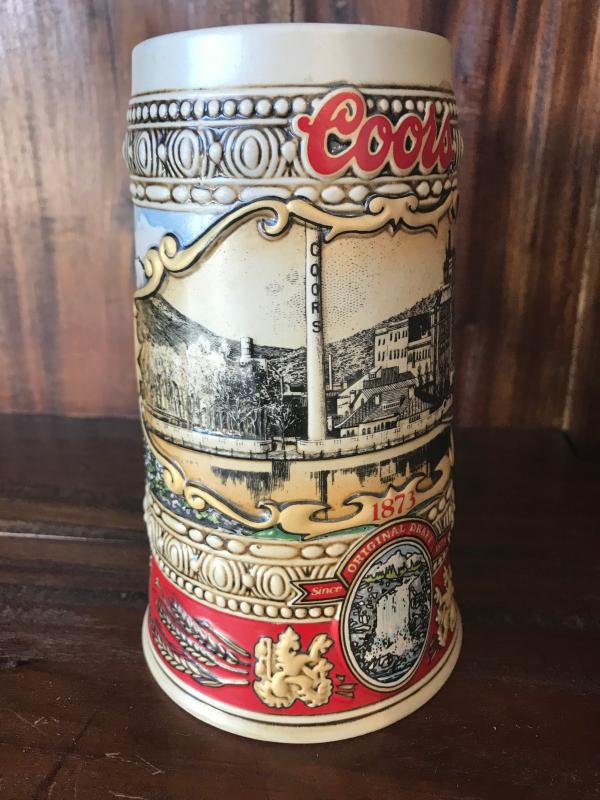 Coors
COORS
1873
ORIGINAL DRAFT
Since